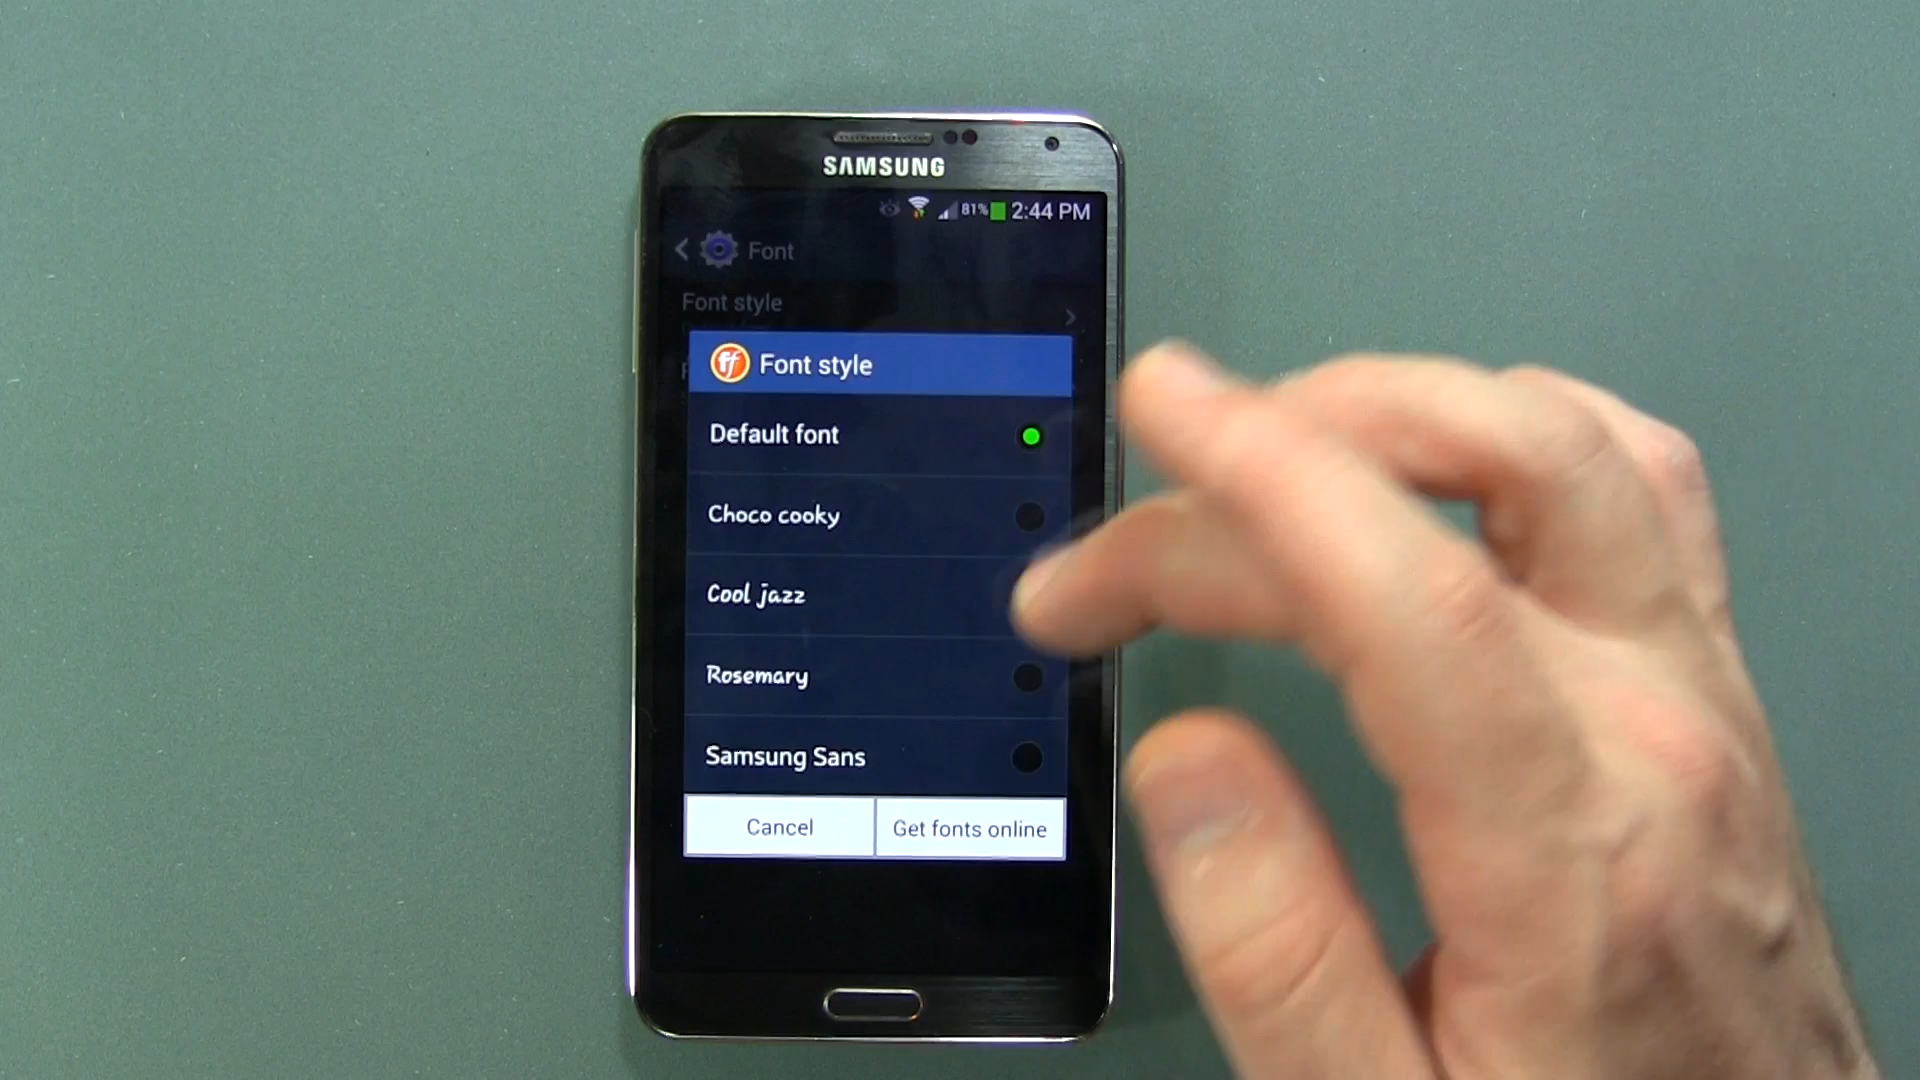 SAMSUNG
81% 2:44 PM
Font
Font style
Font style
Default font
Choco cooky
Cool jazz
Rosemary
Samsung Sans
Cancel
Get fonts online